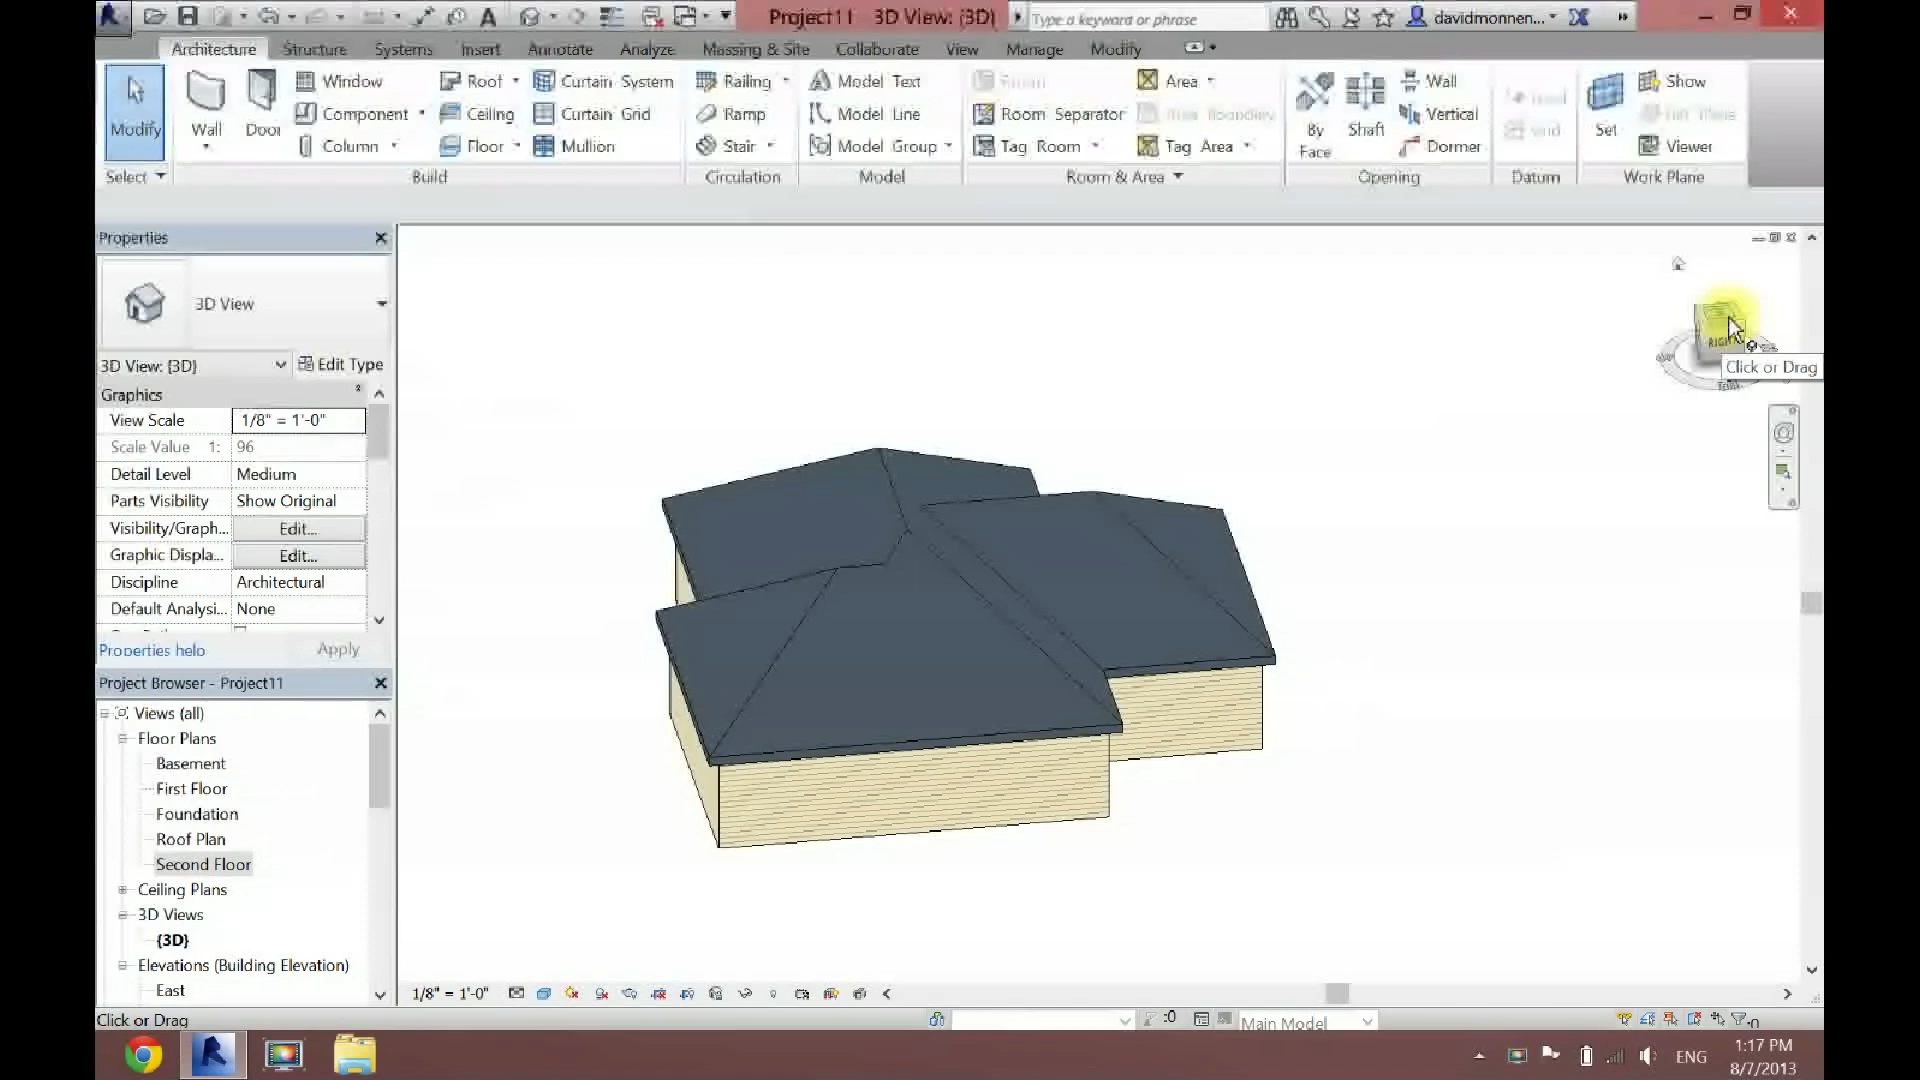 Project11 3D View: {3D}
Type a keyword or phrase
davidmonnen...
Architecture Structure Systems Insert Annotate Analyze Massing & Site Collaborate View Manage Modify
Modify
Wall
Door
Window
Component
Column
Roof
Ceiling
Floor
Curtain System
Curtain Grid
Mullion
Railing
Ramp
Stair
Model Text
Model Line
Model Group
Room
Room Separator
Tag Room
Area
Area Boundary
Tag Area
By Face
Shaft
Wall
Vertical
Dormer
Set
Show
Viewer
Select Build Circulation Model Room & Area Opening Datum Work Plane
Properties
3D View
3D View: {3D} Edit Type
Graphics
View Scale 1/8" = 1'-0"
Scale Value 1: 96
Detail Level Medium
Parts Visibility Show Original
Visibility/Graph... Edit...
Graphic Displa... Edit...
Discipline Architectural
Default Analysi... None
Properties help Apply
Project Browser - Project11
Views (all)
Floor Plans
Basement
First Floor
Foundation
Roof Plan
Second Floor
Ceiling Plans
3D Views
{3D}
Elevations (Building Elevation)
East
Click or Drag
1/8" = 1'-0"
Click or Drag
:0
Main Model
ENG
1:17 PM
8/7/2013